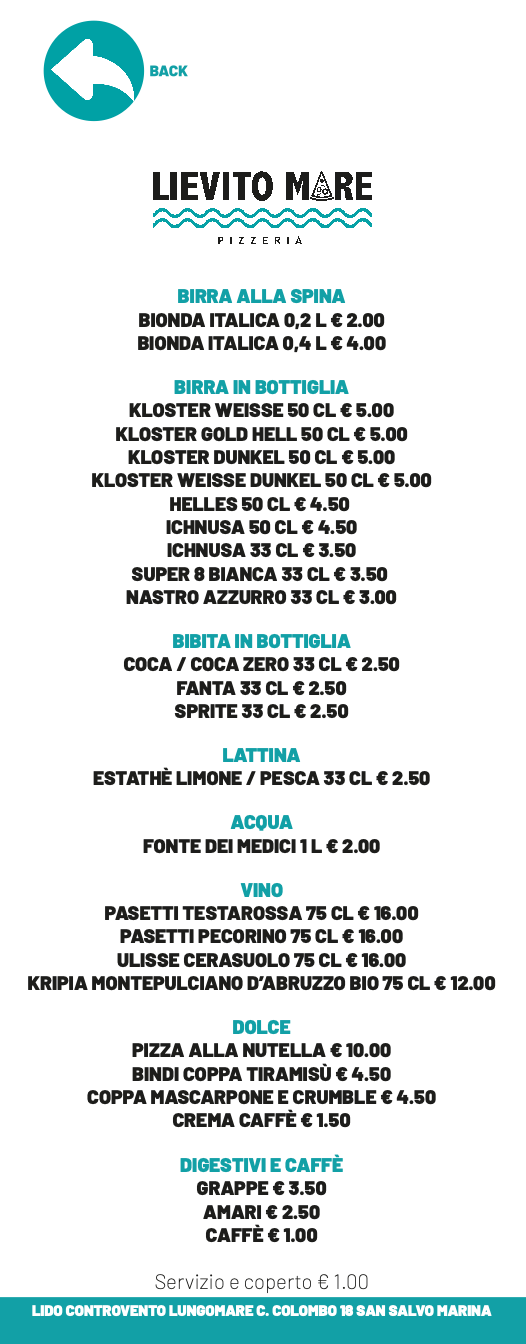 BACK
LIEVITO MARE
PIZZERIA
BIRRA ALLA SPINA
BIONDA ITALICA 0,2 L € 2.00
BIONDA ITALICA 0,4 L € 4.00
BIRRA IN BOTTIGLIA
KLOSTER WEISSE 50 CL € 5.00
KLOSTER GOLD HELL 50 CL € 5.00
KLOSTER DUNKEL 50 CL € 5.00
KLOSTER WEISSE DUNKEL 50 CL € 5.00
HELLES 50 CL € 4.50
ICHNUSA 50 CL € 4.50
ICHNUSA 33 CL € 3.50
SUPER 8 BIANCA 33 CL € 3.50
NASTRO AZZURRO 33 CL € 3.00
BIBITA IN BOTTIGLIA
COCA / COCA ZERO 33 CL € 2.50
FANTA 33 CL € 2.50
SPRITE 33 CL € 2.50
LATTINA
ESTATHÈ LIMONE / PESCA 33 CL € 2.50
ACQUA
FONTE DEI MEDICI 1 L € 2.00
VINO
PASETTI TESTAROSSA 75 CL € 16.00
PASETTI PECORINO 75 CL € 16.00
ULISSE CERASUOLO 75 CL € 16.00
KRIPIA MONTEPULCIANO D’ABRUZZO BIO 75 CL € 12.00
DOLCE
PIZZA ALLA NUTELLA € 10.00
BINDI COPPA TIRAMISÙ € 4.50
COPPA MASCARPONE E CRUMBLE € 4.50
CREMA CAFFÈ € 1.50
DIGESTIVI E CAFFÈ
GRAPPE € 3.50
AMARI € 2.50
CAFFÈ € 1.00
Servizio e coperto € 1.00
LIDO CONTROVENTO LUNGOMARE C. COLOMBO 18 SAN SALVO MARINA